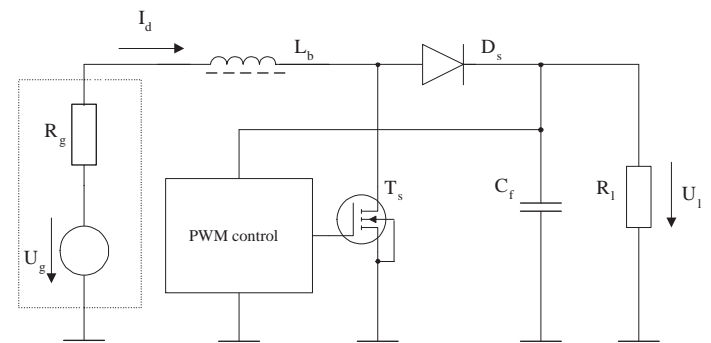 I_d
L_b
D_s
R_g
T_s
C_f
R_l
U_l
PWM control
U_g